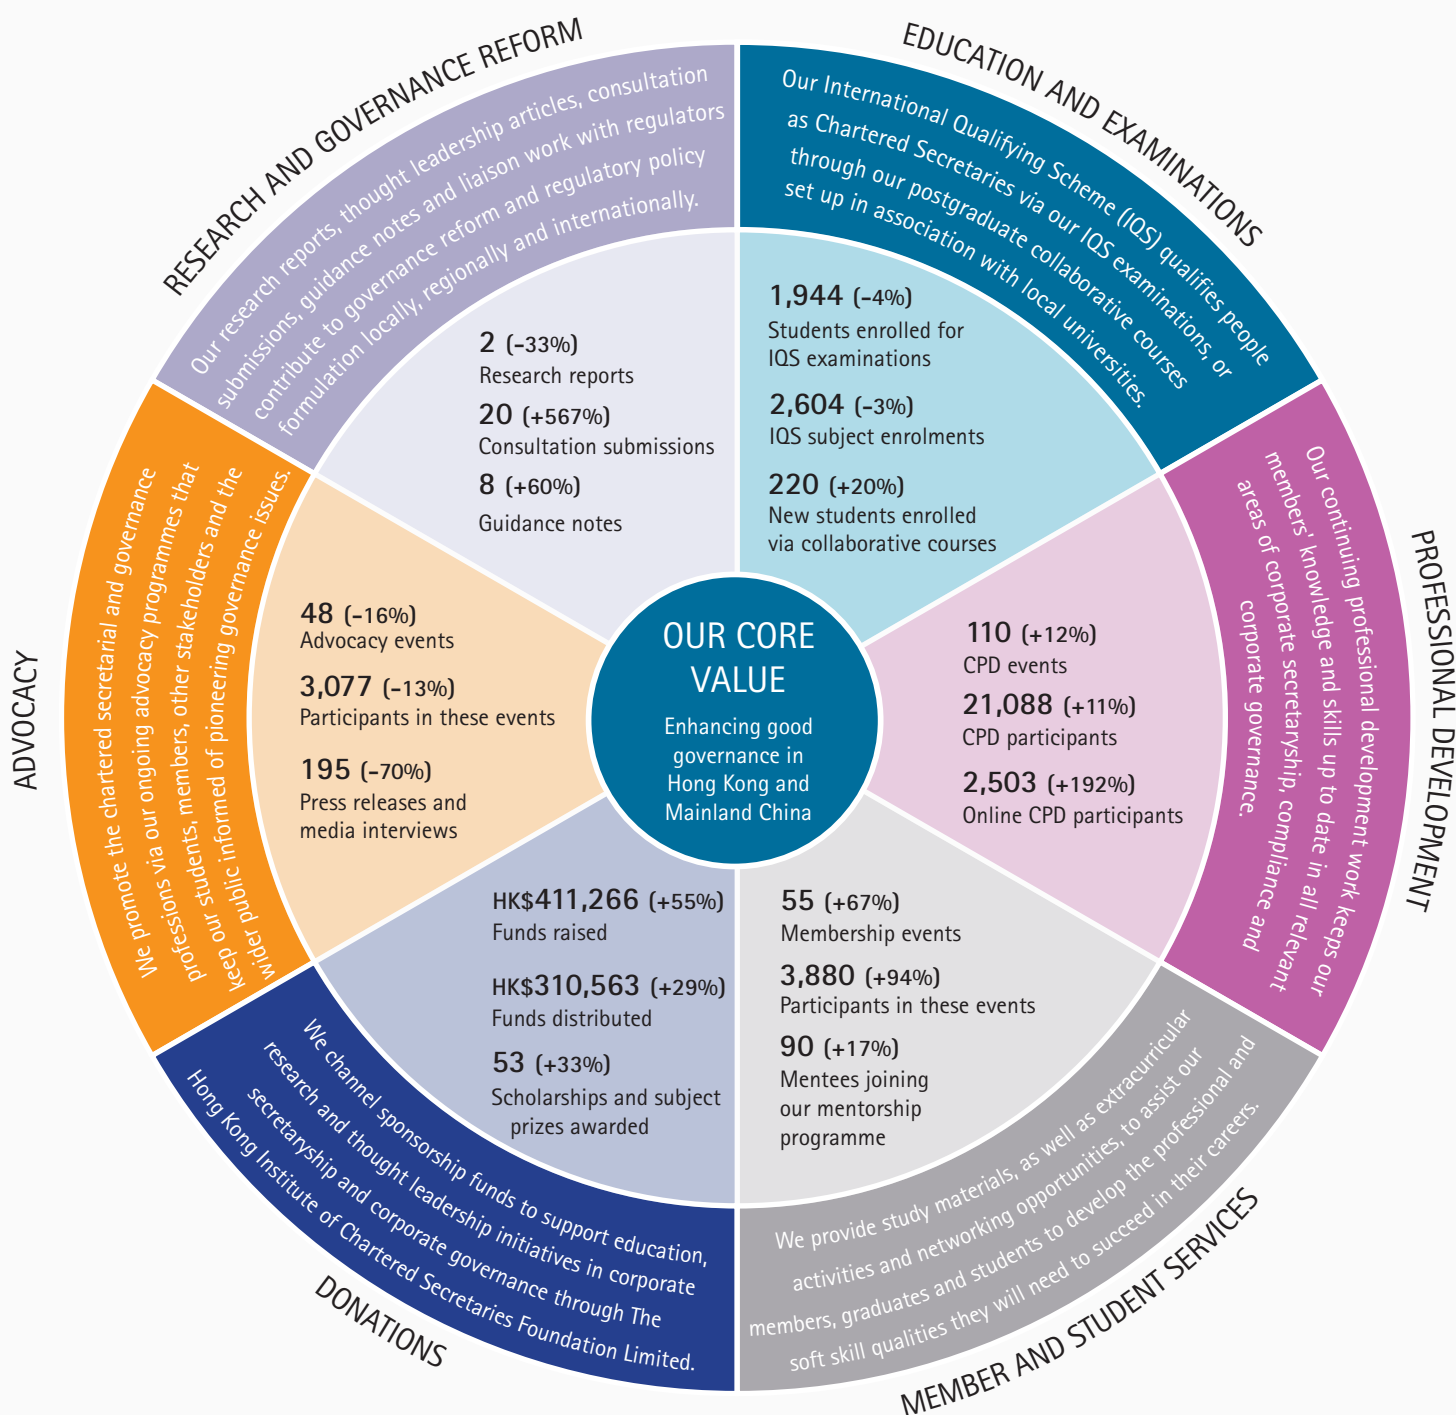 RESEARCH AND GOVERNANCE REFORM
Our research reports, thought leadership articles, consultation
submissions, guidance notes and liaison work with regulators
contribute to governance reform and regulatory policy
formulation locally, regionally and internationally.
2 (-33%)
Research reports
20 (+567%)
Consultation submissions
8 (+60%)
Guidance notes
EDUCATION AND EXAMINATIONS
Our International Qualifying Scheme (IQS) qualifies people
as Chartered Secretaries via our IQS examinations, or
through our postgraduate collaborative courses
set up in association with local universities.
1,944 (-4%)
Students enrolled for
IQS examinations
2,604 (-3%)
IQS subject enrolments
220 (+20%)
New students enrolled
via collaborative courses
PROFESSIONAL DEVELOPMENT
Our continuing professional development work keeps our
members' knowledge and skills up to date in all relevant
areas of corporate secretaryship, compliance and
corporate governance.
110 (+12%)
CPD events
21,088 (+11%)
CPD participants
2,503 (+192%)
Online CPD participants
MEMBER AND STUDENT SERVICES
We provide study materials, as well as extracurricular
activities and networking opportunities, to assist our
members, graduates and students to develop the professional and
soft skill qualities they will need to succeed in their careers.
55 (+67%)
Membership events
3,880 (+94%)
Participants in these events
90 (+17%)
Mentees joining
our mentorship
programme
DONATIONS
We channel sponsorship funds to support education,
research and thought leadership initiatives in corporate
secretaryship and corporate governance through The
Hong Kong Institute of Chartered Secretaries Foundation Limited.
HK$411,266 (+55%)
Funds raised
HK$310,563 (+29%)
Funds distributed
53 (+33%)
Scholarships and subject
prizes awarded
ADVOCACY
We promote the chartered secretarial and governance
professions via our ongoing advocacy programmes that
keep our students, members, other stakeholders and the
wider public informed of pioneering governance issues.
48 (-16%)
Advocacy events
3,077 (-13%)
Participants in these events
195 (-70%)
Press releases and
media interviews
OUR CORE
VALUE
Enhancing good
governance in
Hong Kong and
Mainland China